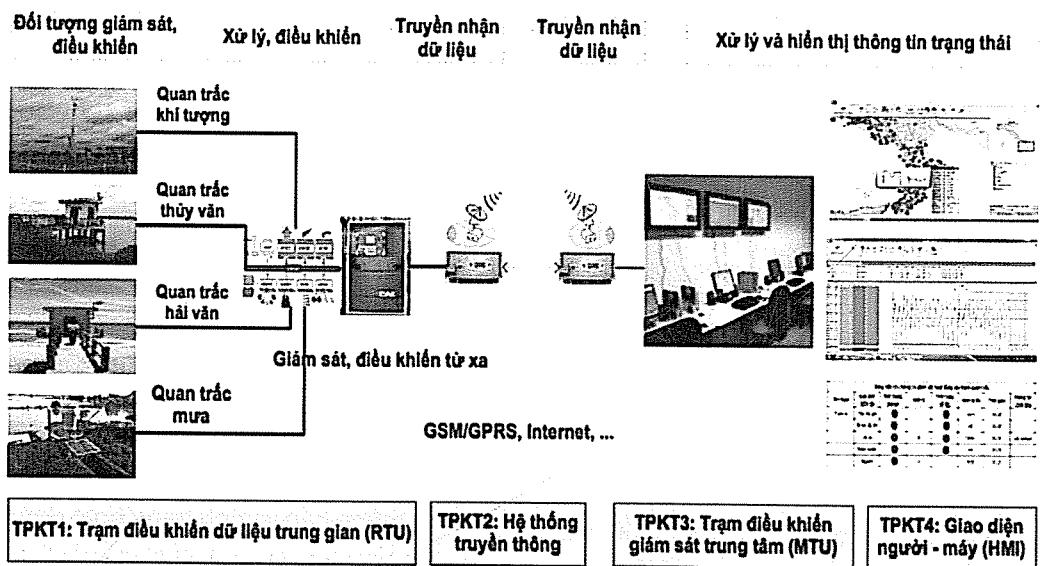 Đối tượng giám sát,
điều khiển
Xử lý, điều khiển
Truyền nhận
dữ liệu
Truyền nhận
dữ liệu
Xử lý và hiển thị thông tin trạng thái
Quan trắc
khí tượng
Quan trắc
thủy văn
Quan trắc
hải văn
Giám sát, điều khiển từ xa
Quan trắc
mưa
GSM/GPRS, Internet, ...
TPKT1: Trạm điều khiển dữ liệu trung gian (RTU)
TPKT2: Hệ thống
truyền thông
TPKT3: Trạm điều khiển
giám sát trung tâm (MTU)
TPKT4: Giao diện
người - máy (HMI)